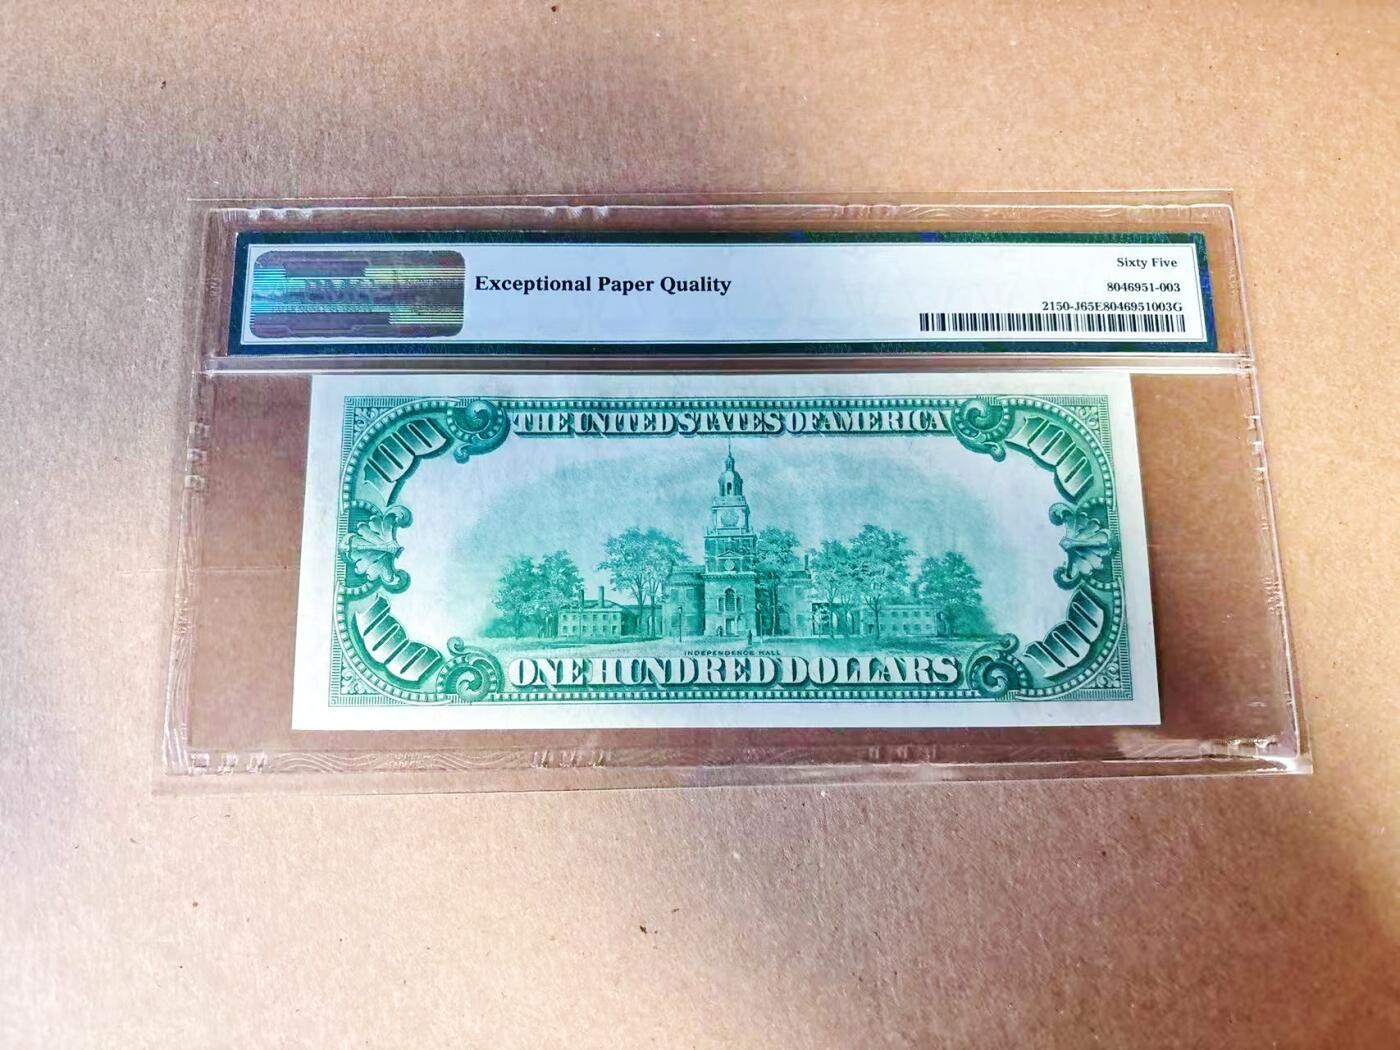 PMG
Exceptional Paper Quality
Sixty Five
8046951-003
2150-J65E8046951003G
100
THE UNITED STATES OF AMERICA
100
INDEPENDENCE HALL
100
ONE HUNDRED DOLLARS
100